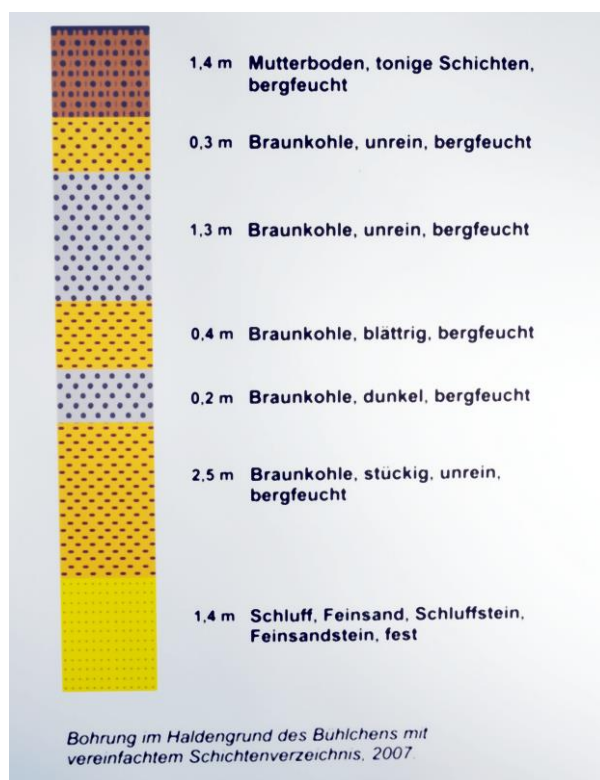 1,4 m Mutterboden, tonige Schichten,
bergfeucht
0,3 m Braunkohle, unrein, bergfeucht
1,3 m Braunkohle, unrein, bergfeucht
0,4 m Braunkohle, blättrig, bergfeucht
0,2 m Braunkohle, dunkel, bergfeucht
2,5 m Braunkohle, stückig, unrein,
bergfeucht
1,4 m Schluff, Feinsand, Schluffstein,
Feinsandstein, fest
Bohrung im Haldengrund des Buhlchens mit
vereinfachtem Schichtenverzeichnis, 2007.